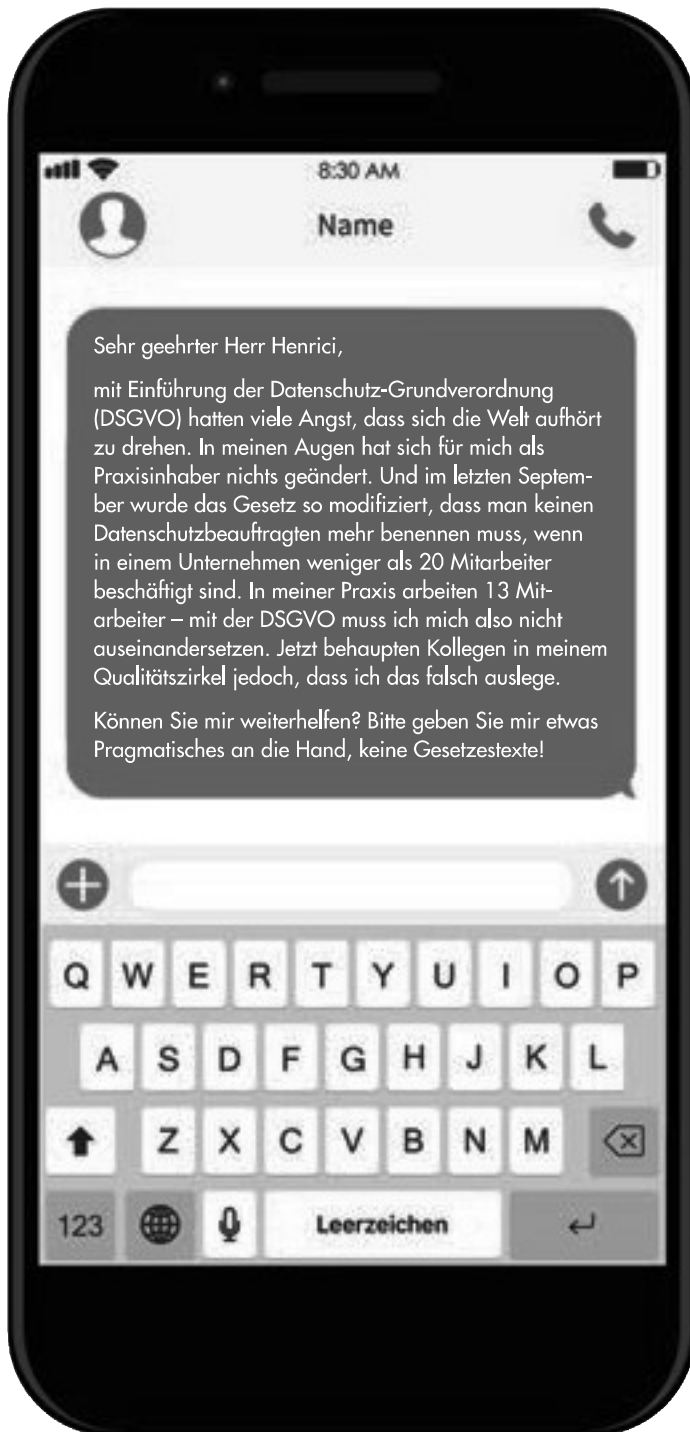 8:30 AM
Name
Sehr geehrter Herr Henrici,
mit Einführung der Datenschutz-Grundverordnung
(DSGVO) hatten viele Angst, dass sich die Welt aufhört
zu drehen. In meinen Augen hat sich für mich als
Praxisinhaber nichts geändert. Und im letzten Septem-
ber wurde das Gesetz so modifiziert, dass man keinen
Datenschutzbeauftragten mehr benennen muss, wenn
in einem Unternehmen weniger als 20 Mitarbeiter
beschäftigt sind. In meiner Praxis arbeiten 13 Mit-
arbeiter – mit der DSGVO muss ich mich also nicht
auseinandersetzen. Jetzt behaupten Kollegen in meinem
Qualitätszirkel jedoch, dass ich das falsch auslege.
Können Sie mir weiterhelfen? Bitte geben Sie mir etwas
Pragmatisches an die Hand, keine Gesetzestexte!
Q W E R T Y U I O P
A S D F G H J K L
Z X C V B N M
123 Leerzeichen